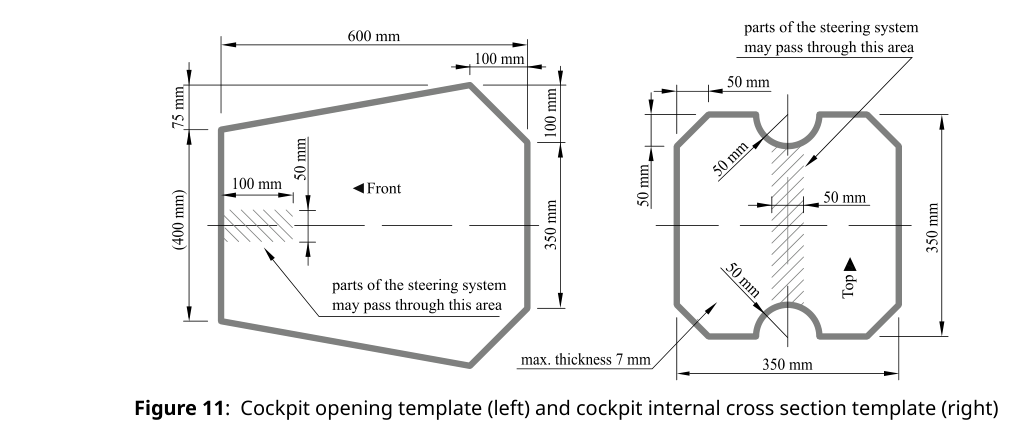 parts of the steering system
may pass through this area
600 mm
100 mm
50 mm
75 mm
100 mm
50 mm
100 mm
◀Front
50 mm
50 mm
50 mm
(400 mm)
350 mm
350 mm
50 mm
Top▶
parts of the steering system
may pass through this area
max. thickness 7 mm
350 mm
Figure 11: Cockpit opening template (left) and cockpit internal cross section template (right)